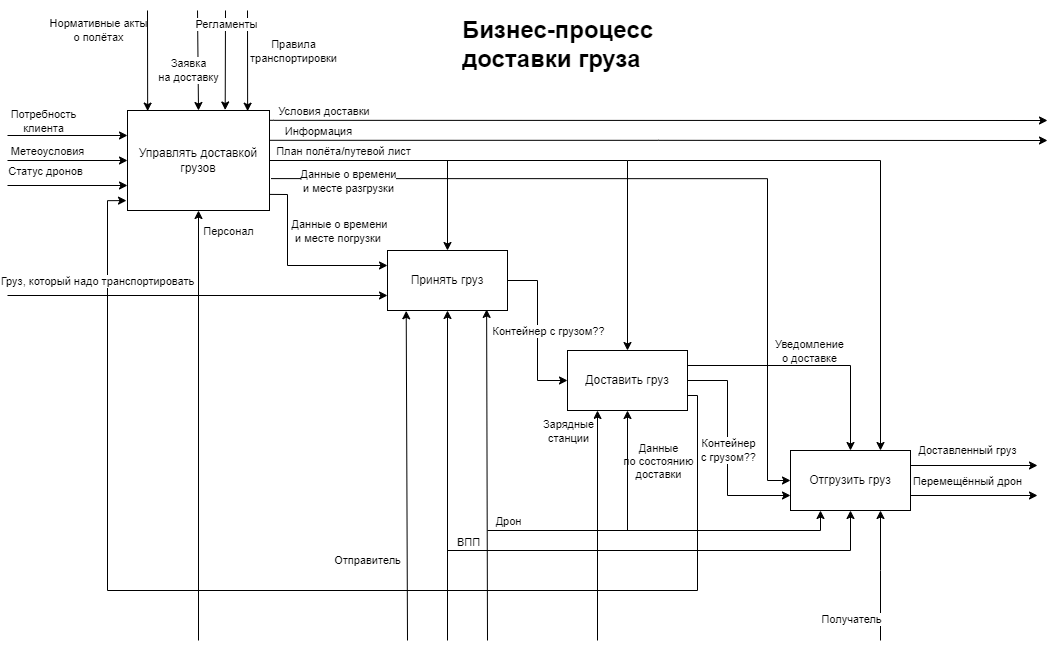 Бизнес-процесс
доставки груза
Нормативные акты
о полётах
Регламенты
Заявка
на доставку
Правила
транспортировки
Потребность
клиента
Метеоусловия
Статус дронов
Управлять доставкой
грузов
Условия доставки
Информация
План полёта/путевой лист
Данные о времени
и месте разгрузки
Данные о времени
и месте погрузки
Персонал
Груз, который надо транспортировать
Принять груз
Контейнер с грузом??
Доставить груз
Уведомление
о доставке
Зарядные
станции
Данные
по состоянию
доставки
Контейнер
с грузом??
Отгрузить груз
Доставленный груз
Перемещённый дрон
Дрон
ВПП
Отправитель
Получатель